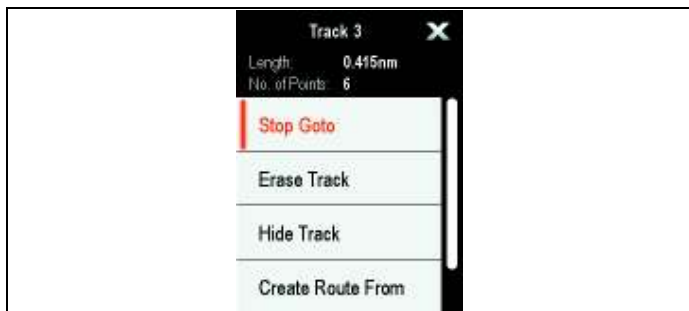 Track 3
Length: 0.415nm
No. of Points: 6
Stop Goto
Erase Track
Hide Track
Create Route From